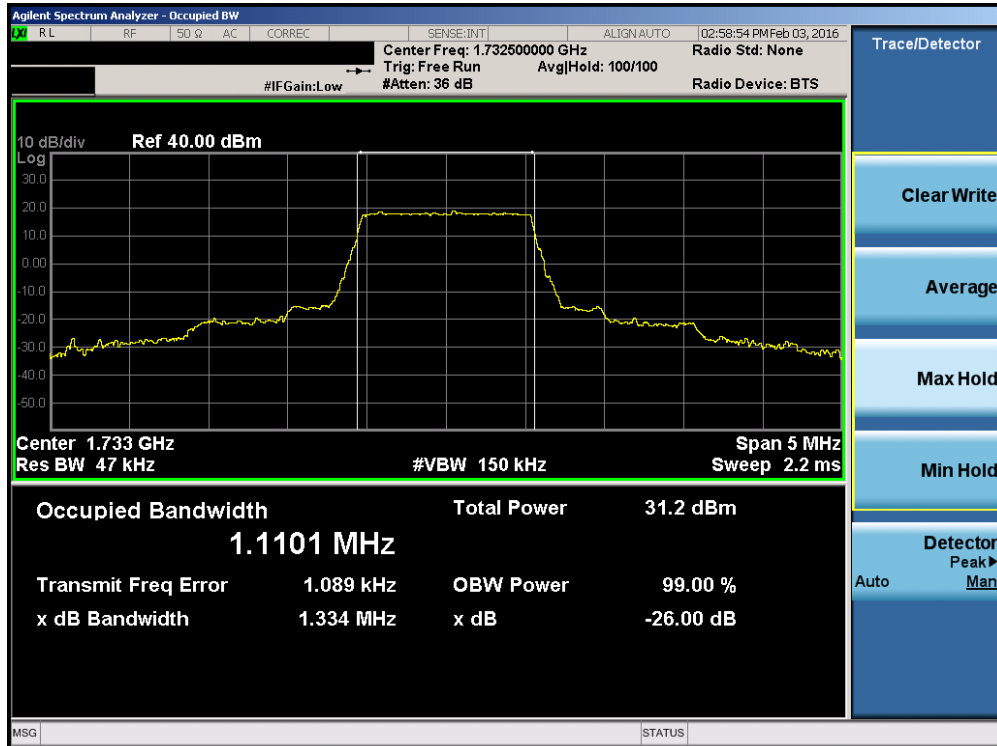 Agilent Spectrum Analyzer - Occupied BW
LXI RL RF 50 Ω AC CORREC SENSE:INT ALIGN AUTO 02:58:54 PM Feb 03, 2016
Center Freq: 1.732500000 GHz Radio Std: None
Trig: Free Run Avg|Hold: 100/100
#IFGain:Low #Atten: 36 dB Radio Device: BTS
10 dB/div Ref 40.00 dBm
Log
30.0
20.0
10.0
0.00
-10.0
-20.0
-30.0
-40.0
-50.0
Center 1.733 GHz Span 5 MHz
Res BW 47 kHz #VBW 150 kHz Sweep 2.2 ms
Occupied Bandwidth Total Power 31.2 dBm
1.1101 MHz
Transmit Freq Error 1.089 kHz OBW Power 99.00 %
x dB Bandwidth 1.334 MHz x dB -26.00 dB
MSG STATUS
Trace/Detector
Clear Write
Average
Max Hold
Min Hold
Detector
Peak▶
Auto Man